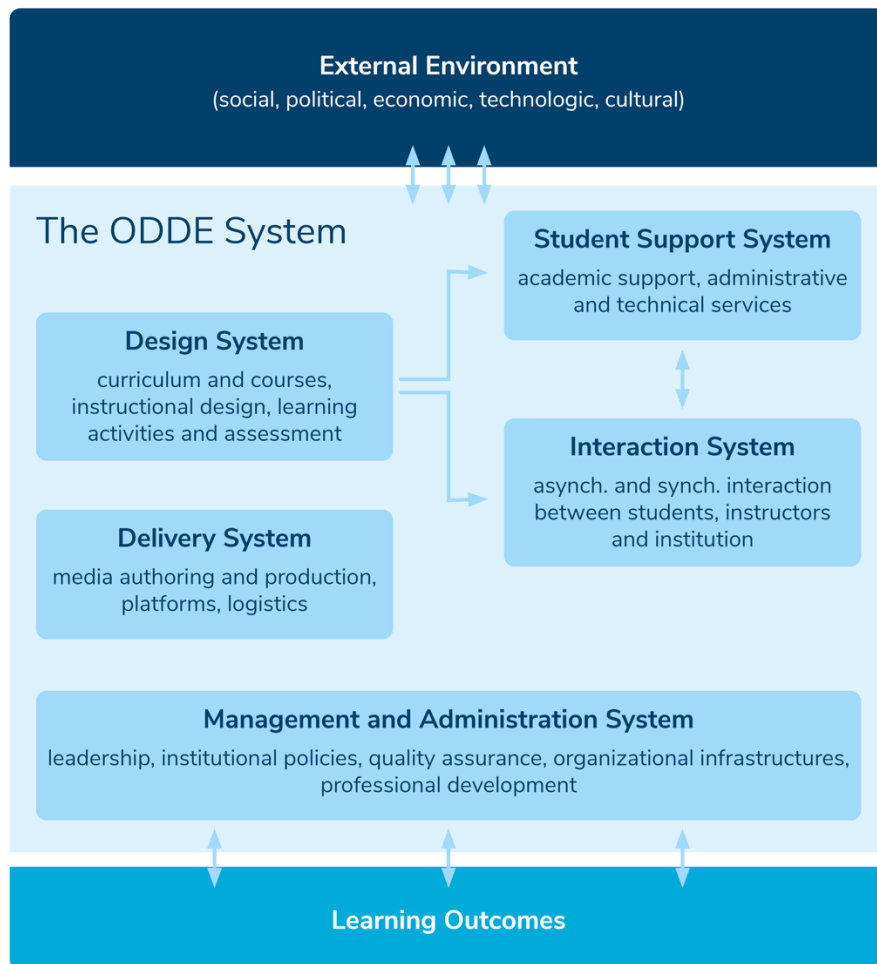 External Environment
(social, political, economic, technologic, cultural)
The ODDE System
Student Support System
academic support, administrative
and technical services
Design System
curriculum and courses,
instructional design, learning
activities and assessment
Interaction System
asynch. and synch. interaction
between students, instructors
and institution
Delivery System
media authoring and production,
platforms, logistics
Management and Administration System
leadership, institutional policies, quality assurance, organizational infrastructures,
professional development
Learning Outcomes